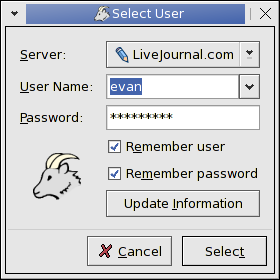 Select User
Server: LiveJournal.com
User Name: evan
Password: *********
Remember user
Remember password
Update Information
Cancel Select